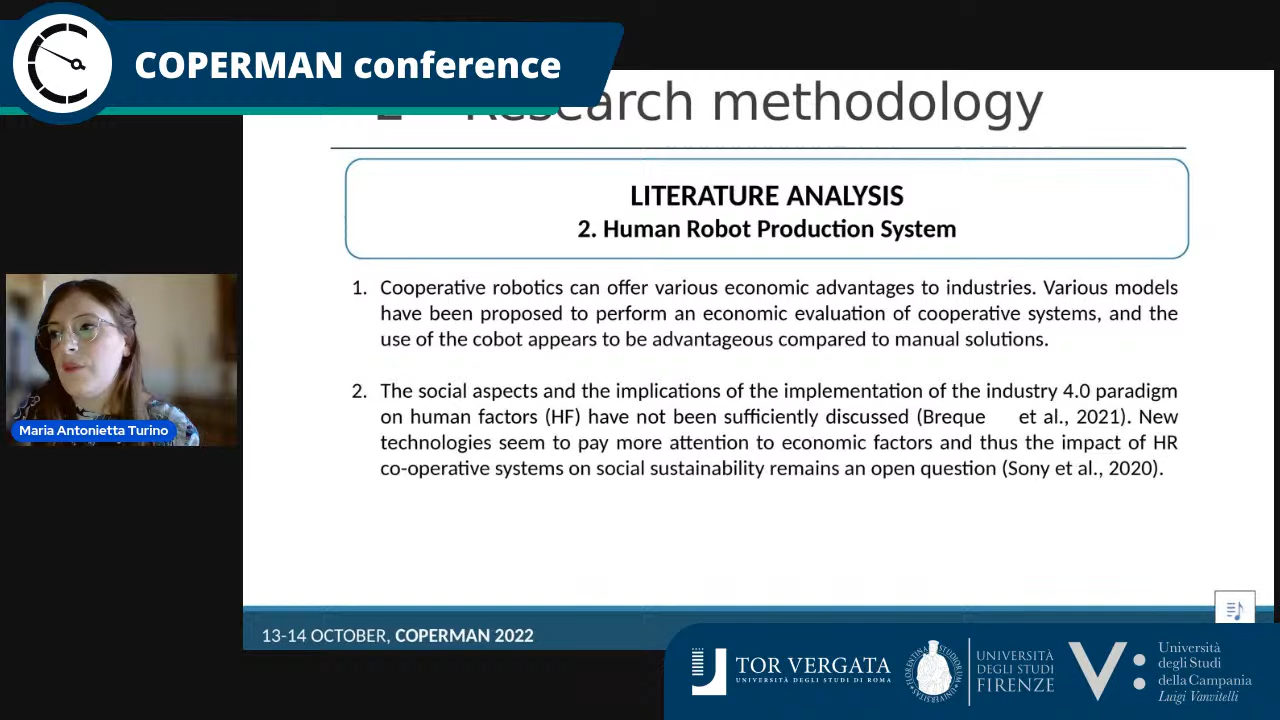 COPERMAN conference
Research methodology
LITERATURE ANALYSIS
2. Human Robot Production System
1. Cooperative robotics can offer various economic advantages to industries. Various models
have been proposed to perform an economic evaluation of cooperative systems, and the
use of the cobot appears to be advantageous compared to manual solutions.
2. The social aspects and the implications of the implementation of the industry 4.0 paradigm
on human factors (HF) have not been sufficiently discussed (Breque et al., 2021). New
technologies seem to pay more attention to economic factors and thus the impact of HR
co-operative systems on social sustainability remains an open question (Sony et al., 2020).
Maria Antonietta Turino
13-14 OCTOBER, COPERMAN 2022
TOR VERGATA
UNIVERSITÀ DEGLI STUDI DI ROMA
UNIVERSITÀ
DEGLI STUDI
FIRENZE
V:
Università
degli Studi
della Campania
Luigi Vanvitelli